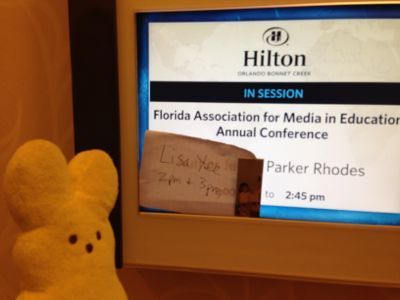 Hilton
ORLANDO BONNET CREEK
IN SESSION
Florida Association for Media in Education
Annual Conference
Lisa Yee
2pm + 3pm
Parker Rhodes
to 2:45 pm